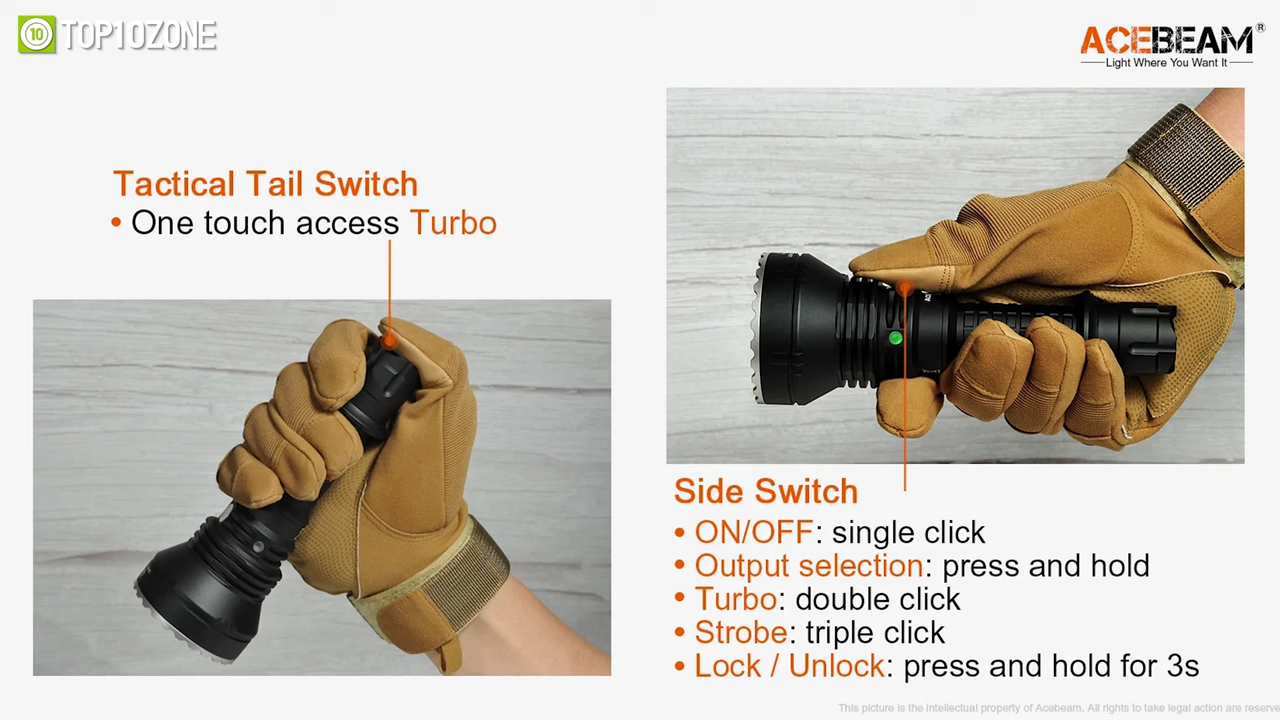 TOP10ZONE
ACEBEAM®
Light Where You Want It
Tactical Tail Switch
• One touch access Turbo
Side Switch
• ON/OFF: single click
• Output selection: press and hold
• Turbo: double click
• Strobe: triple click
• Lock / Unlock: press and hold for 3s
This picture is the intellectual property of Acebeam. All rights to take legal action are reserve